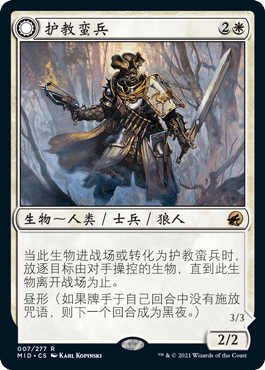 护教蛮兵 2
生物～人类／士兵／狼人
当此生物进战场或转化为护教蛮兵时，
放逐目标由对手操控的生物，直到此生
物离开战场为止。
昼形（如果牌手于自己回合中没有施放
咒语，则下一个回合成为黑夜。）
3/3
2/2
007/277 R
MID • CS KARL KOPINSKI
™ & © 2021 Wizards of the Coast